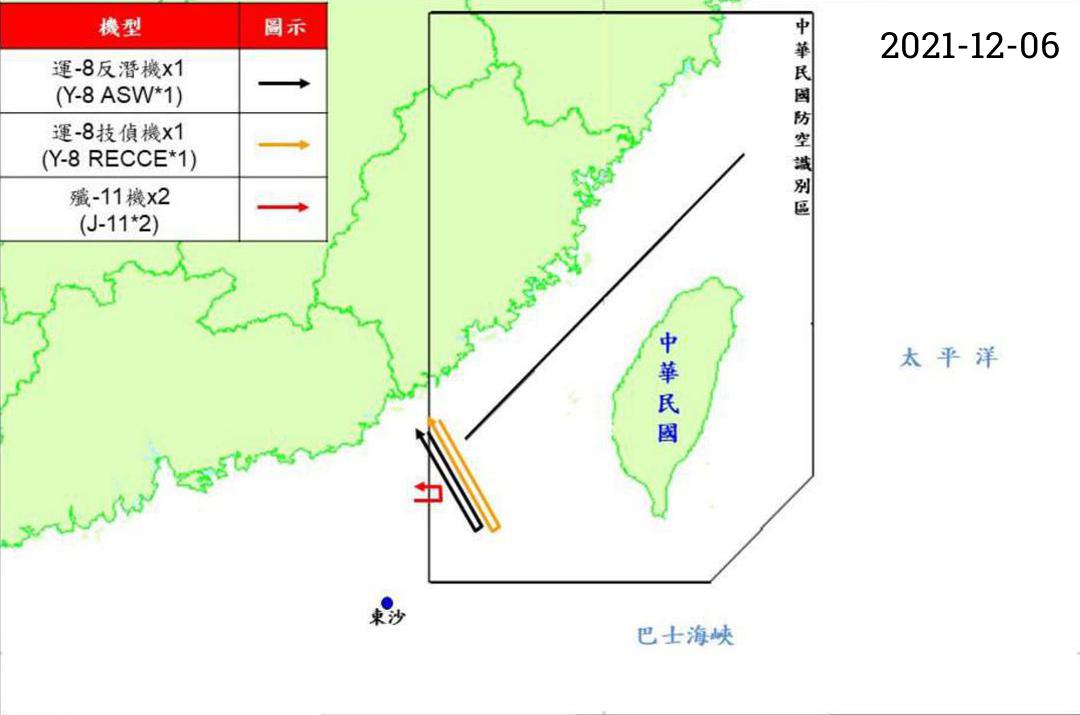 機型
圖示
運-8反潛機x1
(Y-8 ASW*1)
運-8技偵機x1
(Y-8 RECCE*1)
殲-11機x2
(J-11*2)
2021-12-06
中華民國防空識別區
中華民國
太平洋
東沙
巴士海峽